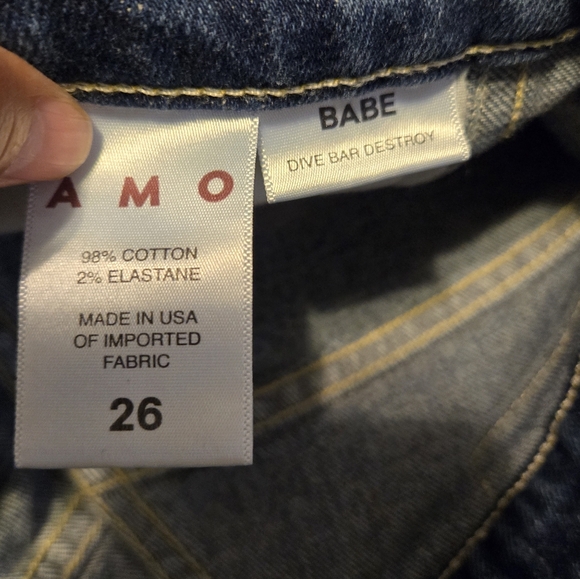 AMO
98% COTTON
2% ELASTANE
MADE IN USA
OF IMPORTED
FABRIC
26
BABE
DIVE BAR DESTROY